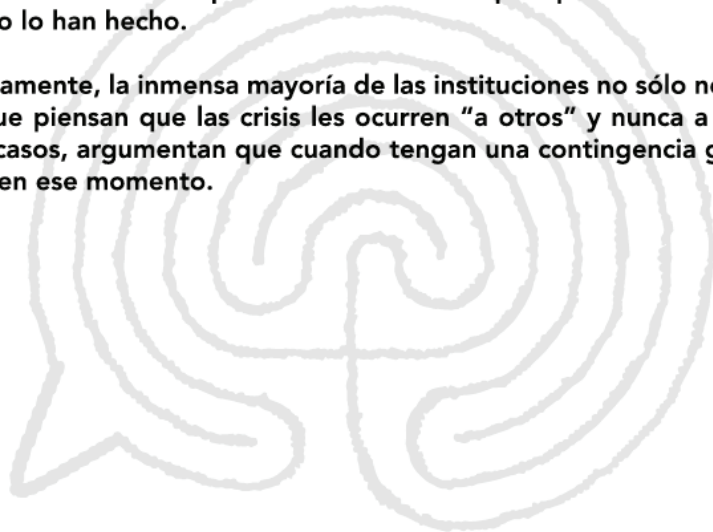 o lo han hecho.
amente, la inmensa mayoría de las instituciones no sólo n
ue piensan que las crisis les ocurren “a otros” y nunca a
casos, argumentan que cuando tengan una contingencia g
en ese momento.